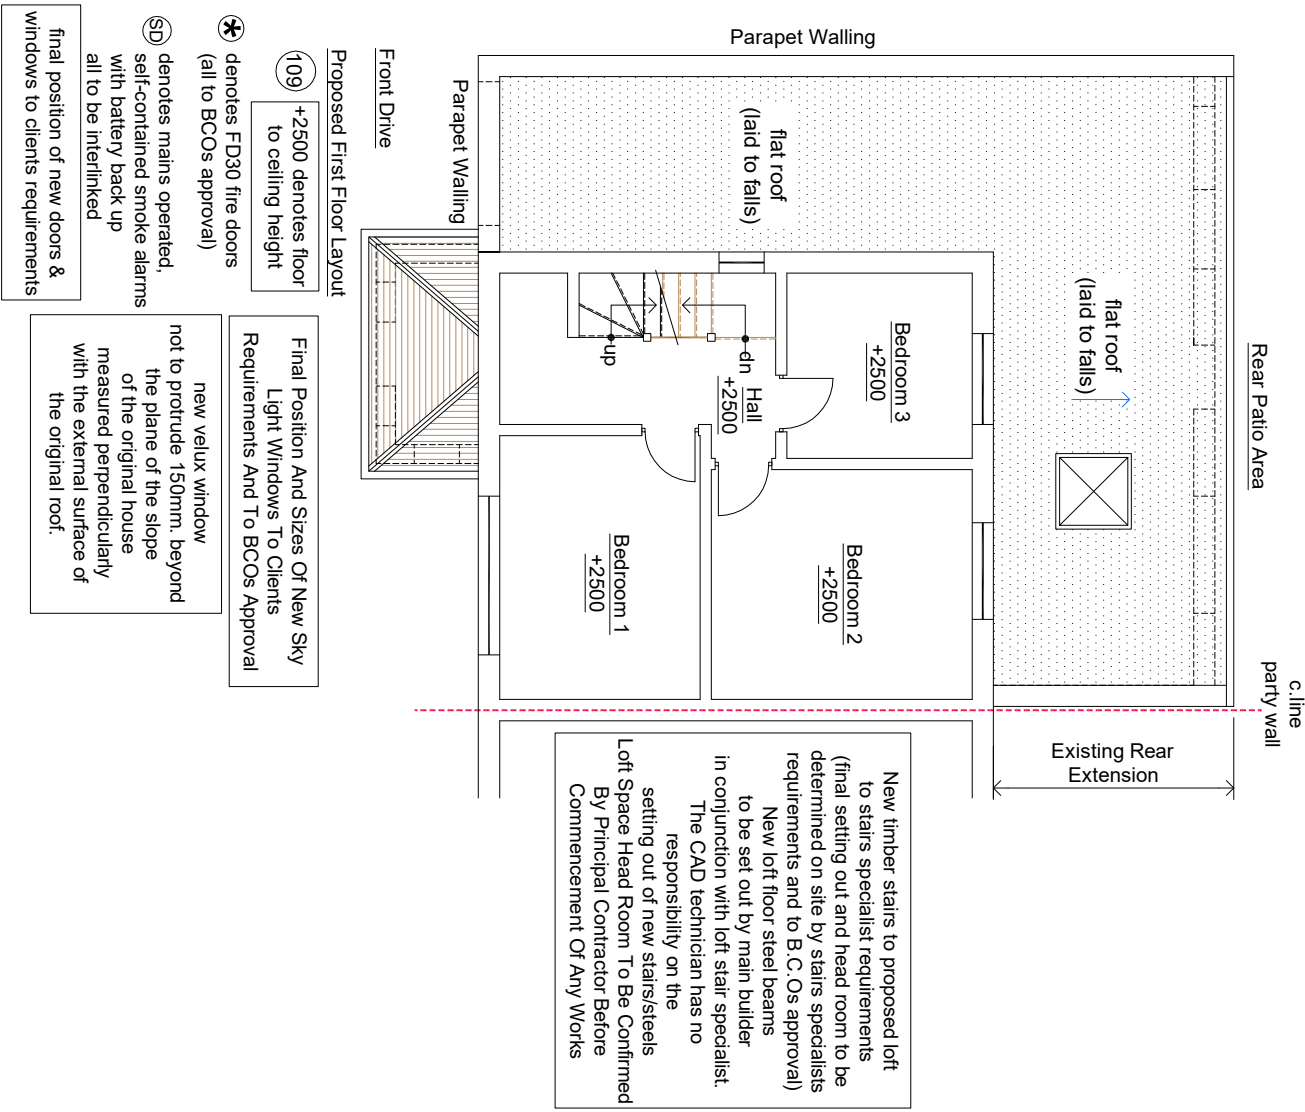 Parapet Walling
flat roof
(laid to falls)
flat roof
(laid to falls)
Rear Patio Area
c.line
party wall
Existing Rear
Extension
Bedroom 3
+2500
Hall
+2500
up
dn
Bedroom 2
+2500
Bedroom 1
+2500
Parapet Walling
Front Drive
Proposed First Floor Layout
109
+2500 denotes floor
to ceiling height
* denotes FD30 fire doors
(all to BCOs approval)
SD denotes mains operated,
self-contained smoke alarms
with battery back up
all to be interlinked
final position of new doors &
windows to clients requirements
Final Position And Sizes Of New Sky
Light Windows To Clients
Requirements And To BCOs Approval
new velux window
not to protrude 150mm. beyond
the plane of the slope
of the original house
measured perpendicularly
with the external surface of
the original roof.
New timber stairs to proposed loft
to stairs specialist requirements
(final setting out and head room to be
determined on site by stairs specialists
requirements and to B.C.Os approval)
New loft floor steel beams
to be set out by main builder
in conjunction with loft stair specialist.
The CAD technician has no
responsibility on the
setting out of new stairs/steels
Loft Space Head Room To Be Confirmed
By Principal Contractor Before
Commencement Of Any Works